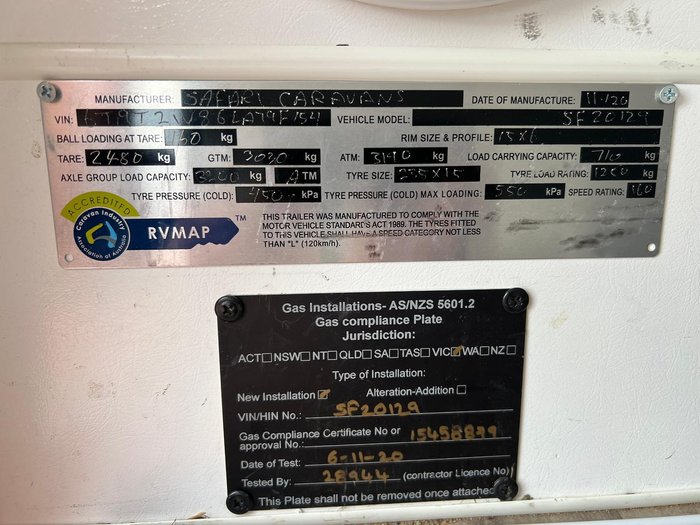 MANUFACTURER: SAFARI CARAVANS DATE OF MANUFACTURE: 11-120
VIN: VEHICLE MODEL: SF20129
BALL LOADING AT TARE: 160 kg RIM SIZE & PROFILE: 15X6
TARE: 2480 kg GTM: 3030 kg ATM: 3190 kg LOAD CARRYING CAPACITY: 710 kg
AXLE GROUP LOAD CAPACITY: 3200 kg ATM TYRE SIZE: 235X15 TYRE LOAD RATING: 1250 kg
TYRE PRESSURE (COLD): 450 kPa TYRE PRESSURE (COLD) MAX LOADING: 550 kPa SPEED RATING: 160
ACCREDITED
Caravan Industry
Association of Australia
RVMAP™
THIS TRAILER WAS MANUFACTURED TO COMPLY WITH THE
MOTOR VEHICLE STANDARDS ACT 1989. THE TYRES FITTED
TO THIS VEHICLE SHALL HAVE A SPEED CATEGORY NOT LESS
THAN "L" (120km/h).
Gas Installations- AS/NZS 5601.2
Gas compliance Plate
Jurisdiction:
ACT☐NSW☐NT☐QLD☐SA☐TAS☐VIC☑WA☐NZ☐
Type of Installation:
New Installation ☑ Alteration-Addition ☐
VIN/HIN No.: SF20129
Gas Compliance Certificate No or
approval No.: 15458879
Date of Test: 6-11-20
Tested By: 28944 (contractor Licence No)
This Plate shall not be removed once attached